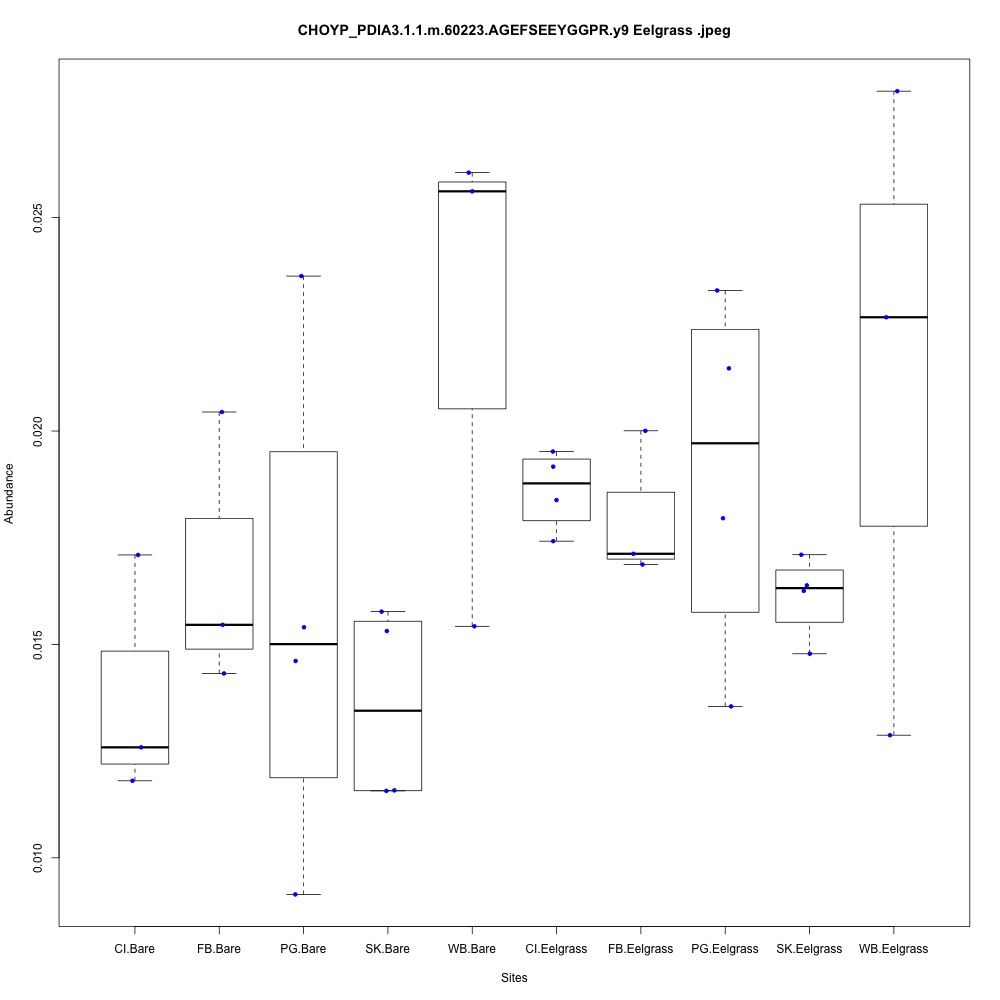 CHOYP_PDIA3.1.1.m.60223.AGEFSEEYGGPR.y9 Eelgrass .jpeg
Abundance
0.025
0.020
0.015
0.010
CI.Bare FB.Bare PG.Bare SK.Bare WB.Bare CI.Eelgrass FB.Eelgrass PG.Eelgrass SK.Eelgrass WB.Eelgrass
Sites